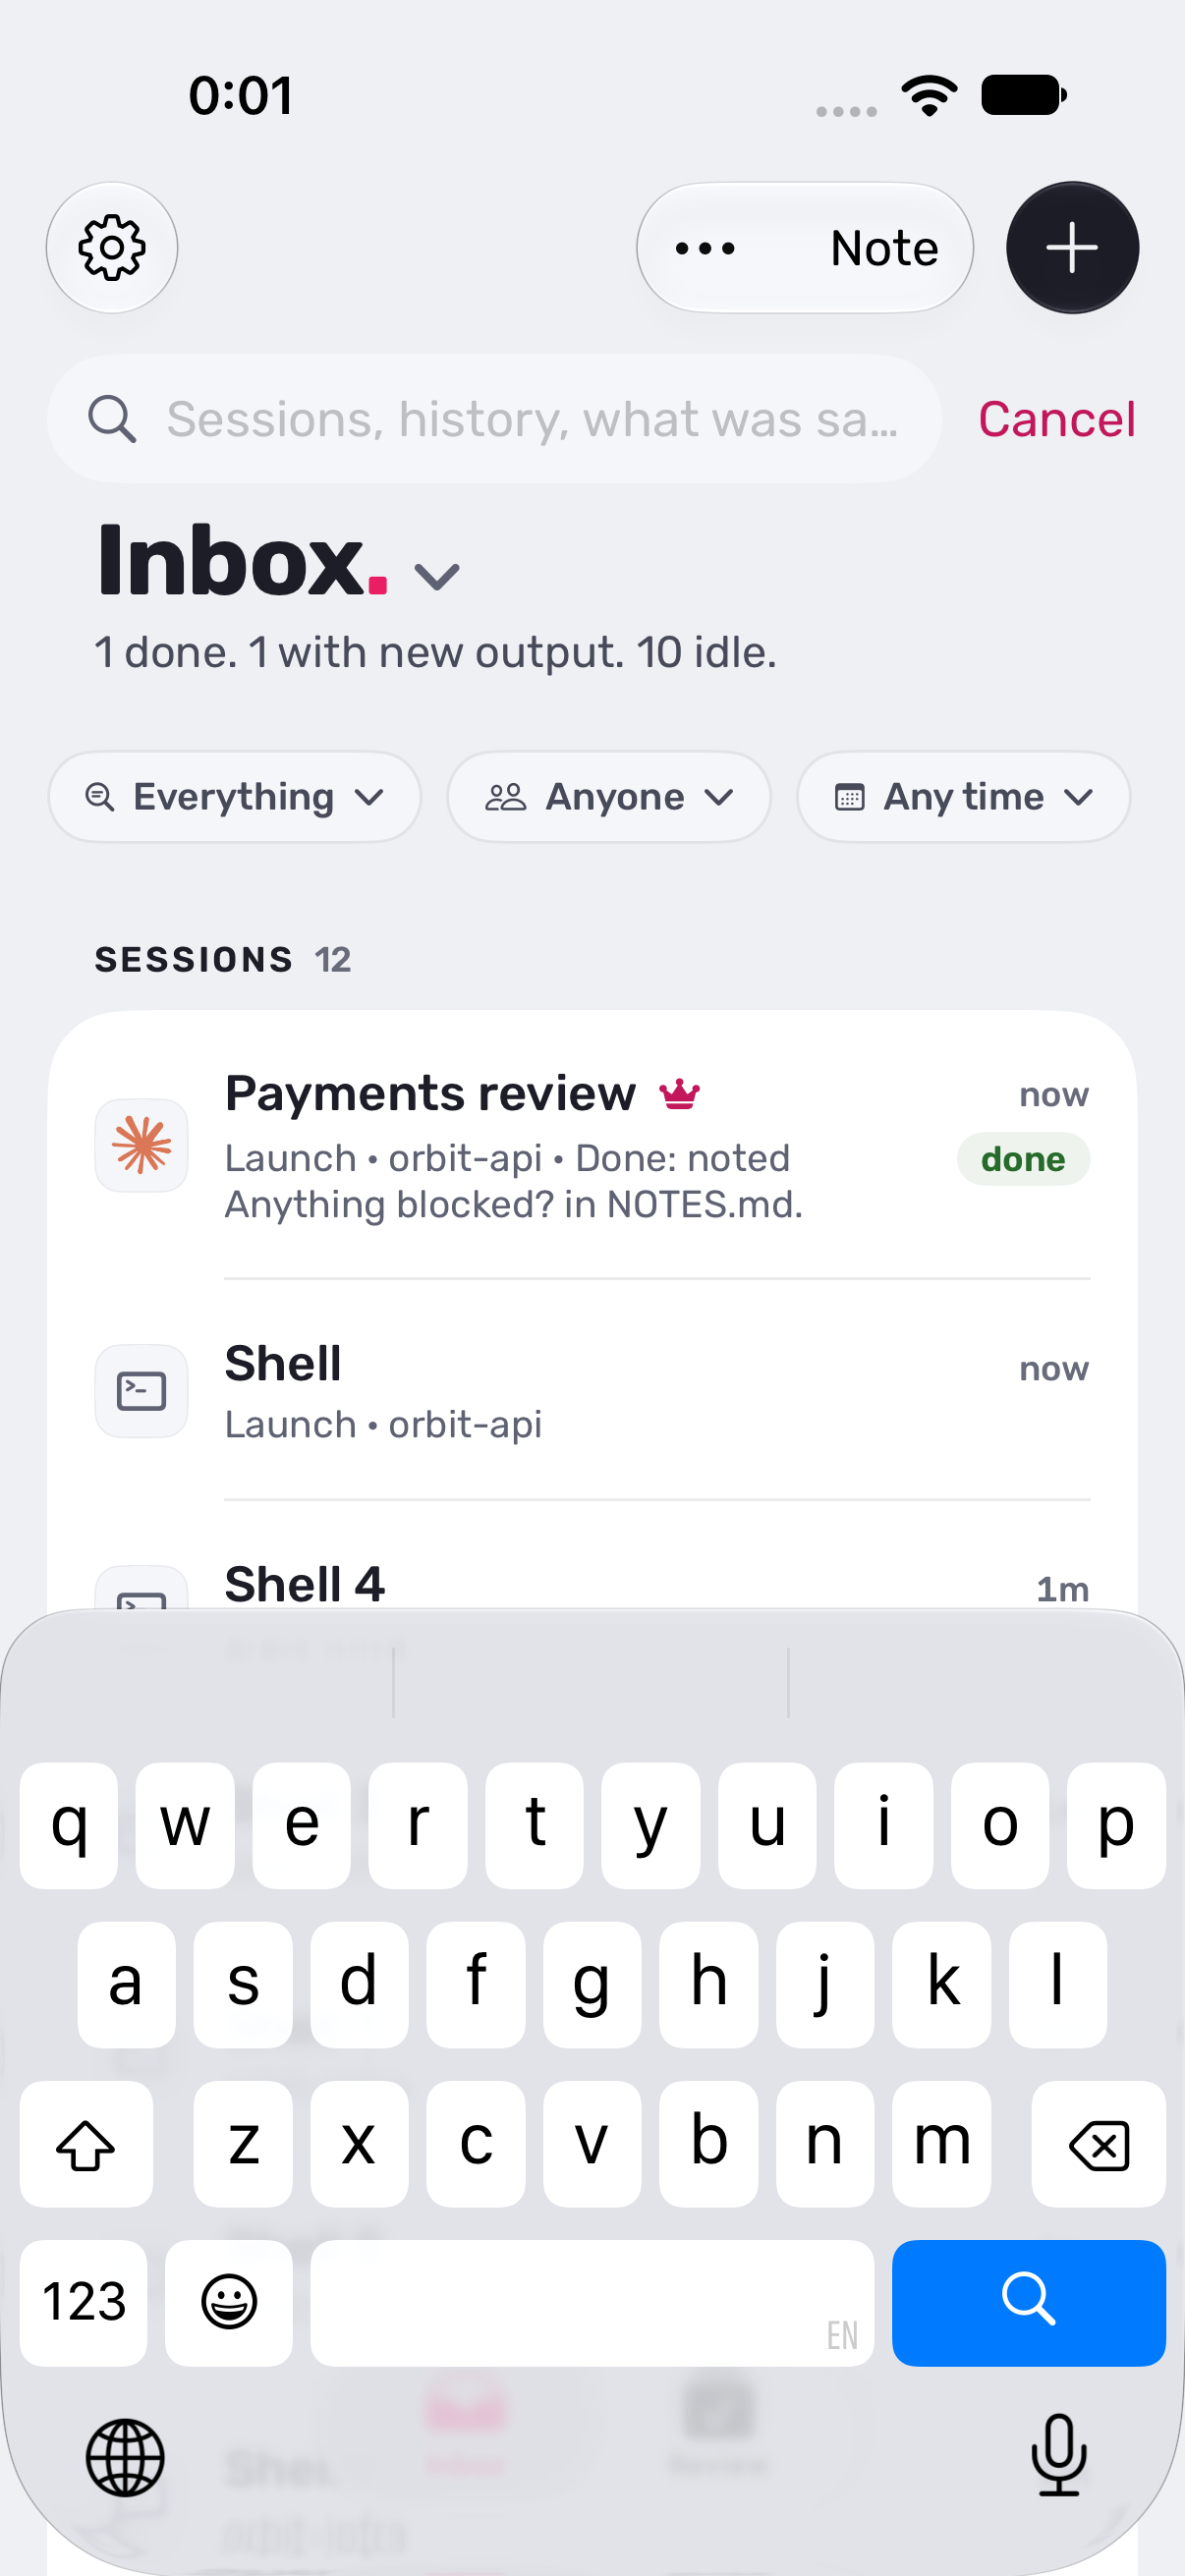 0:01
Note
Sessions, history, what was sa...
Cancel
Inbox.
1 done. 1 with new output. 10 idle.
Everything
Anyone
Any time
SESSIONS 12
Payments review
now
Launch • orbit-api • Done: noted
done
Anything blocked? in NOTES.md.
Shell
now
Launch • orbit-api
Shell 4
1m
q w e r t y u i o p
a s d f g h j k l
z x c v b n m
123
EN
Inbox
Review